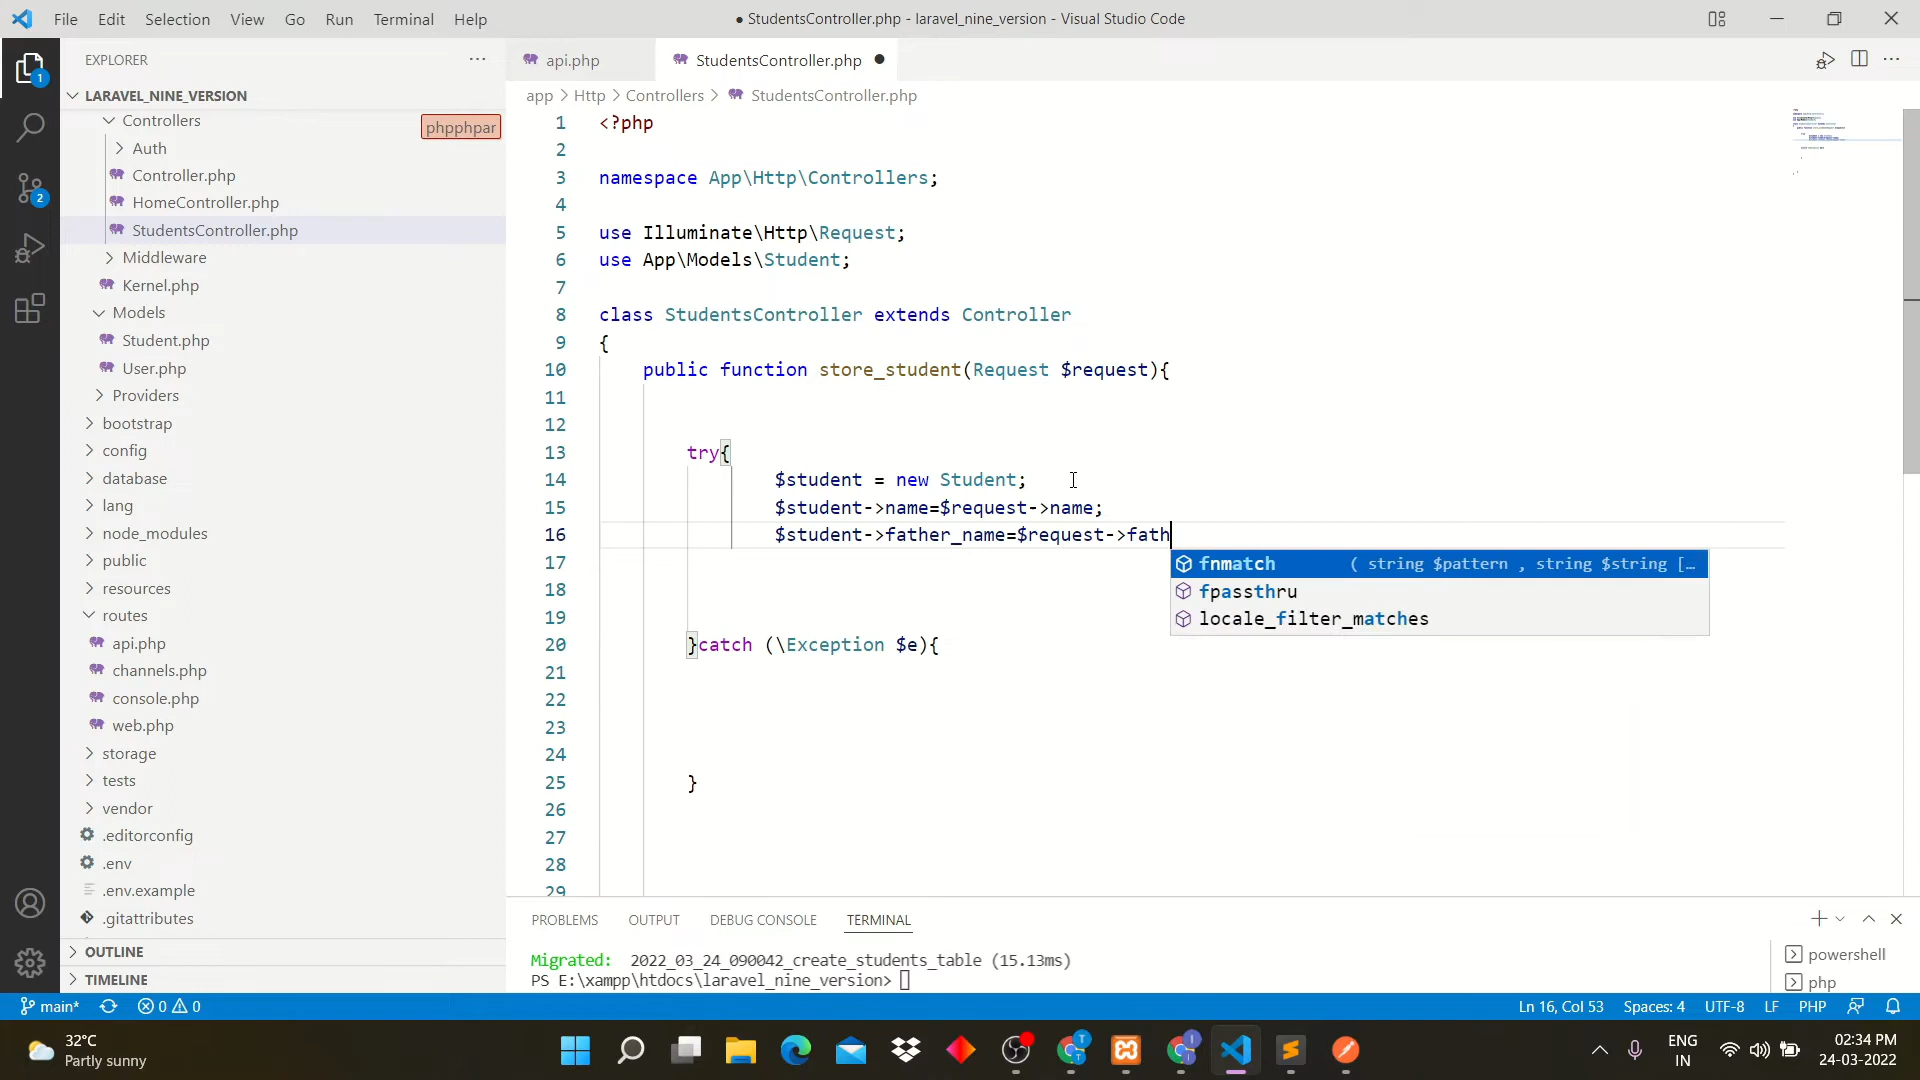 File Edit Selection View Go Run Terminal Help
● StudentsController.php - laravel_nine_version - Visual Studio Code
EXPLORER
api.php
StudentsController.php
LARAVEL_NINE_VERSION
app > Http > Controllers > StudentsController.php
Controllers
phpphpar
Auth
Controller.php
HomeController.php
StudentsController.php
Middleware
Kernel.php
Models
Student.php
User.php
Providers
bootstrap
config
database
lang
node_modules
public
resources
routes
api.php
channels.php
console.php
web.php
storage
tests
vendor
.editorconfig
.env
.env.example
.gitattributes
OUTLINE
TIMELINE
1 <?php
2
3 namespace App\Http\Controllers;
4
5 use Illuminate\Http\Request;
6 use App\Models\Student;
7
8 class StudentsController extends Controller
9 {
10 public function store_student(Request $request){
11
12
13 try{
14 $student = new Student;
15 $student->name=$request->name;
16 $student->father_name=$request->fath
fnmatch ( string $pattern , string $string […
fpassthru
locale_filter_matches
17
18
19
20 }catch (\Exception $e){
21
22
23
24
25 }
26
27
28
29
PROBLEMS OUTPUT DEBUG CONSOLE TERMINAL
Migrated: 2022_03_24_090042_create_students_table (15.13ms)
PS E:\xampp\htdocs\laravel_nine_version>
powershell
php
1
2
main* 0 0
Ln 16, Col 53 Spaces: 4 UTF-8 LF PHP
32°C
Partly sunny
T
I
ENG
IN
02:34 PM
24-03-2022